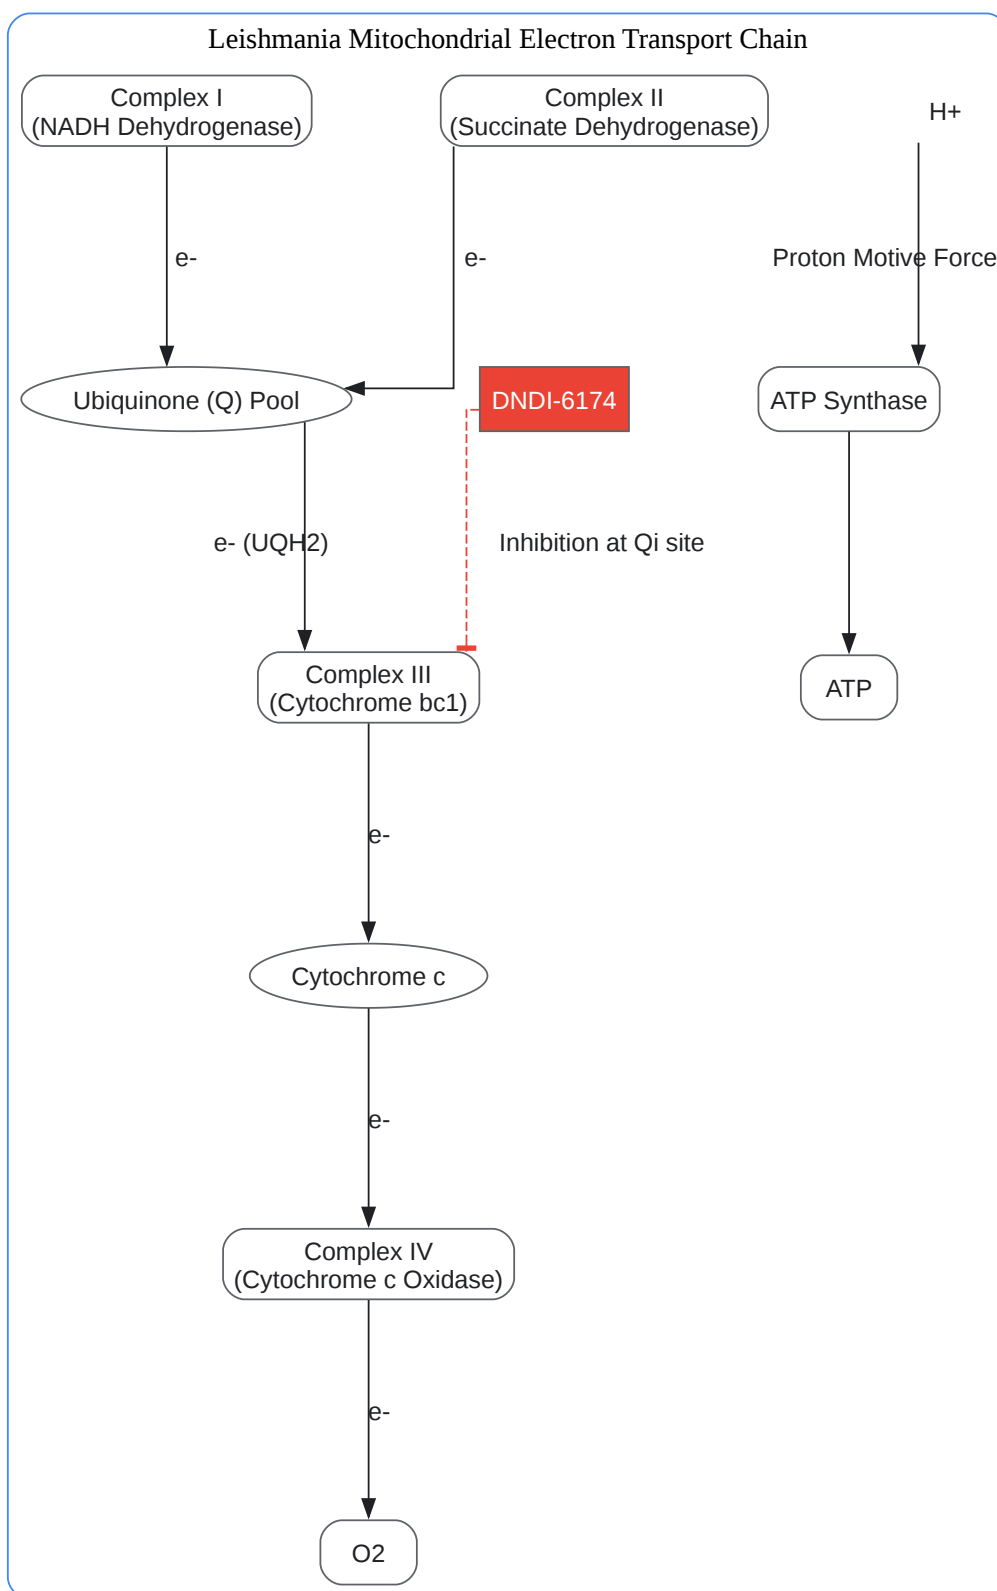 Leishmania Mitochondrial Electron Transport Chain
Complex I
(NADH Dehydrogenase)
Complex II
(Succinate Dehydrogenase)
H+
e-
e-
Proton Motive Force
Ubiquinone (Q) Pool
DNDI-6174
ATP Synthase
e- (UQH2)
Inhibition at Qi site
Complex III
(Cytochrome bc1)
ATP
e-
Cytochrome c
e-
Complex IV
(Cytochrome c Oxidase)
e-
O2